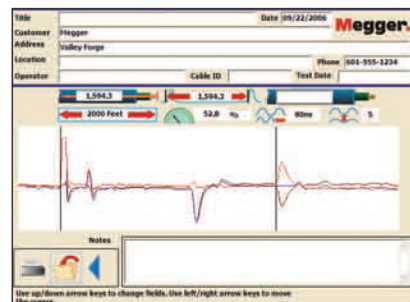 Title Date 09/22/2006
Megger.
Customer Megger
Address Valley Forge
Location Phone 601-555-1234
Operator Cable ID Test Date
1,594.3 1,594.3
2000 Feet 52.8 % 80ns 5
Notes
Use up/down arrow keys to change fields. Use left/right arrow keys to move
the cursor